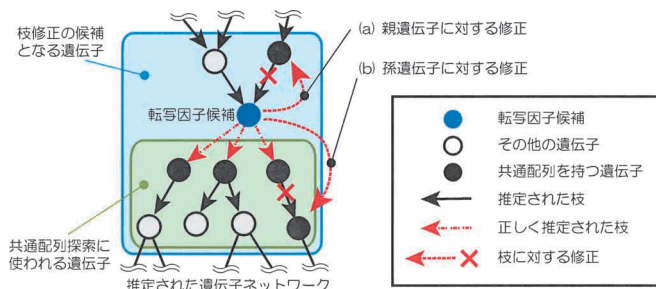 枝修正の候補
となる遺伝子
(a) 親遺伝子に対する修正
(b) 孫遺伝子に対する修正
転写因子候補
共通配列探索に
使われる遺伝子
推定された遺伝子ネットワーク
転写因子候補
その他の遺伝子
共通配列を持つ遺伝子
推定された枝
正しく推定された枝
枝に対する修正